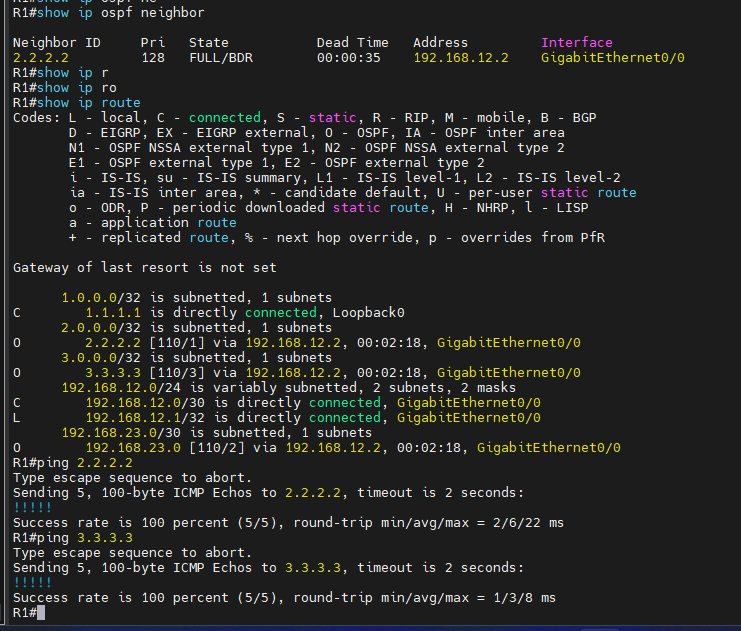 R1#show ip ospf neighbor
Neighbor ID     Pri   State           Dead Time   Address         Interface
2.2.2.2         128   FULL/BDR        00:00:35    192.168.12.2    GigabitEthernet0/0
R1#show ip r
R1#show ip ro
R1#show ip route
Codes: L - local, C - connected, S - static, R - RIP, M - mobile, B - BGP
       D - EIGRP, EX - EIGRP external, O - OSPF, IA - OSPF inter area
       N1 - OSPF NSSA external type 1, N2 - OSPF NSSA external type 2
       E1 - OSPF external type 1, E2 - OSPF external type 2
       i - IS-IS, su - IS-IS summary, L1 - IS-IS level-1, L2 - IS-IS level-2
       ia - IS-IS inter area, * - candidate default, U - per-user static route
       o - ODR, P - periodic downloaded static route, H - NHRP, l - LISP
       a - application route
       + - replicated route, % - next hop override, p - overrides from PfR
Gateway of last resort is not set
      1.0.0.0/32 is subnetted, 1 subnets
C        1.1.1.1 is directly connected, Loopback0
      2.0.0.0/32 is subnetted, 1 subnets
O        2.2.2.2 [110/1] via 192.168.12.2, 00:02:18, GigabitEthernet0/0
      3.0.0.0/32 is subnetted, 1 subnets
O        3.3.3.3 [110/3] via 192.168.12.2, 00:02:18, GigabitEthernet0/0
      192.168.12.0/24 is variably subnetted, 2 subnets, 2 masks
C        192.168.12.0/30 is directly connected, GigabitEthernet0/0
L        192.168.12.1/32 is directly connected, GigabitEthernet0/0
      192.168.23.0/30 is subnetted, 1 subnets
O        192.168.23.0 [110/2] via 192.168.12.2, 00:02:18, GigabitEthernet0/0
R1#ping 2.2.2.2
Type escape sequence to abort.
Sending 5, 100-byte ICMP Echos to 2.2.2.2, timeout is 2 seconds:
!!!!!
Success rate is 100 percent (5/5), round-trip min/avg/max = 2/6/22 ms
R1#ping 3.3.3.3
Type escape sequence to abort.
Sending 5, 100-byte ICMP Echos to 3.3.3.3, timeout is 2 seconds:
!!!!!
Success rate is 100 percent (5/5), round-trip min/avg/max = 1/3/8 ms
R1#